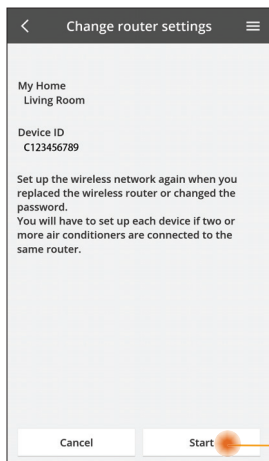 Change router settings
My Home
Living Room
Device ID
C123456789
Set up the wireless network again when you
replaced the wireless router or changed the
password.
You will have to set up each device if two or
more air conditioners are connected to the
same router.
Cancel
Start